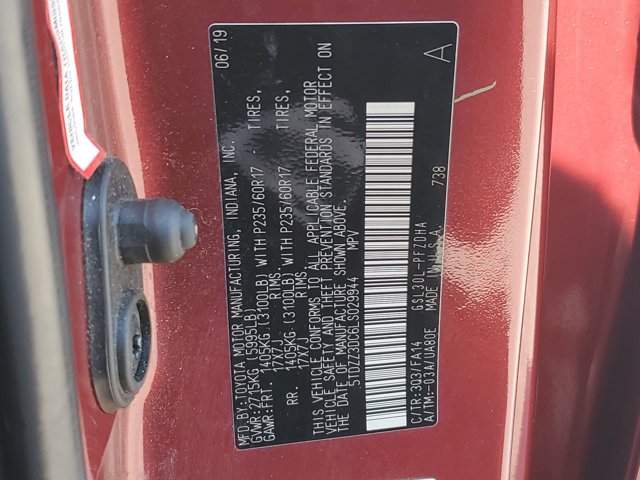 MFD.BY:TOYOTA MOTOR MANUFACTURING, INDIANA, INC. 06/19
GVWR:2715KG (5995LB)
GAWR:FRT. 1405KG (3100LB) WITH P235/60R17 TIRES,
17X7J RIMS,
RR. 1405KG (3100LB) WITH P235/60R17 TIRES,
17X7J RIMS.
THIS VEHICLE CONFORMS TO ALL APPLICABLE FEDERAL MOTOR
VEHICLE SAFETY AND THEFT PREVENTION STANDARDS IN EFFECT ON
THE DATE OF MANUFACTURE SHOWN ABOVE.
5TDZZ3DC6LS029944 MPV
C/TR:3Q3/FA14 GSL30L-PFZDHA 738 A
A/TM:-03A/UA80E MADE IN U.S.A.